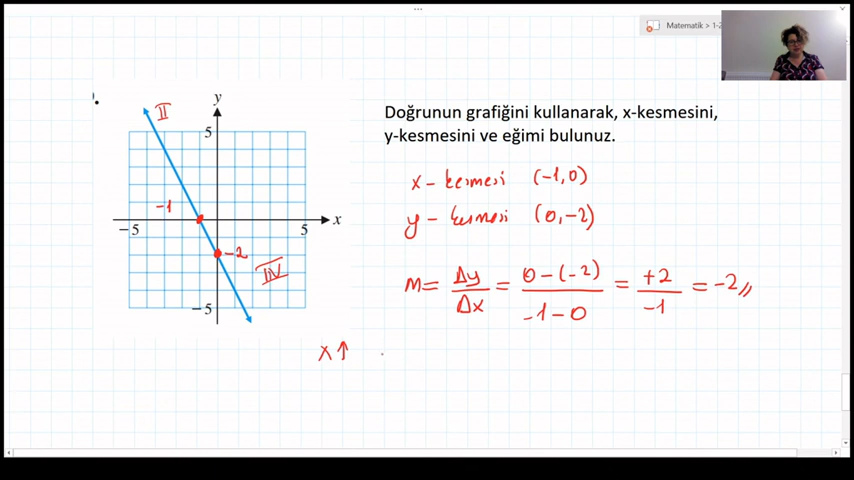 Matematik > 1-2
Doğrunun grafiğini kullanarak, x-kesmesini,
y-kesmesini ve eğimi bulunuz.
y
II
5
-1
x
-5
5
-2
IV
-5
x - kesmesi (-1,0)
y - kesmesi (0,-2)
M = Δy/Δx = 0-(-2)/-1-0 = +2/-1 = -2//
x↑